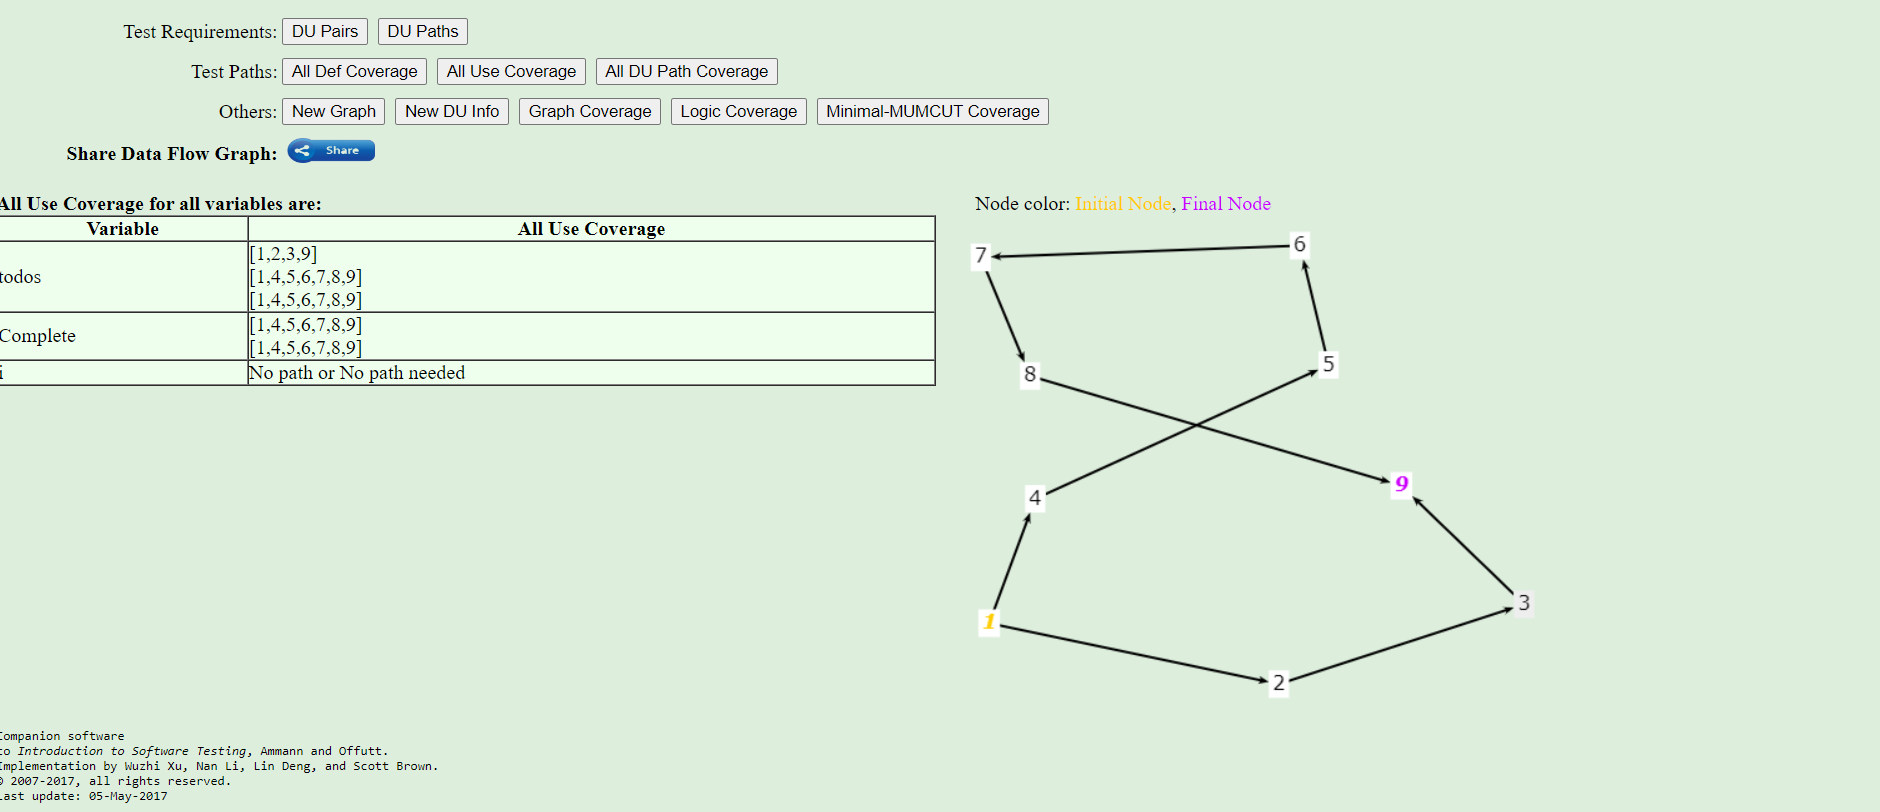 Test Requirements: DU Pairs DU Paths
Test Paths: All Def Coverage All Use Coverage All DU Path Coverage
Others: New Graph New DU Info Graph Coverage Logic Coverage Minimal-MUMCUT Coverage
Share Data Flow Graph: Share
All Use Coverage for all variables are:
Variable All Use Coverage
todos
[1,2,3,9]
[1,4,5,6,7,8,9]
[1,4,5,6,7,8,9]
Complete
[1,4,5,6,7,8,9]
[1,4,5,6,7,8,9]
i No path or No path needed
Node color: Initial Node, Final Node
7
6
8
5
4
9
1
3
2
Companion software
to Introduction to Software Testing, Ammann and Offutt.
Implementation by Wuzhi Xu, Nan Li, Lin Deng, and Scott Brown.
© 2007-2017, all rights reserved.
Last update: 05-May-2017